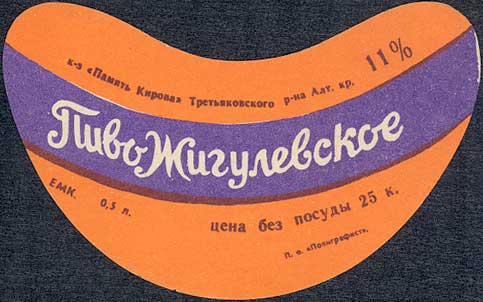 к-з «Память Кирова» Третьяковского р-на Алт. кр. 11%
Пиво Жигулевское
ЕМК. 0,5 л.
цена без посуды 25 к.
П. о. «Полиграфист».